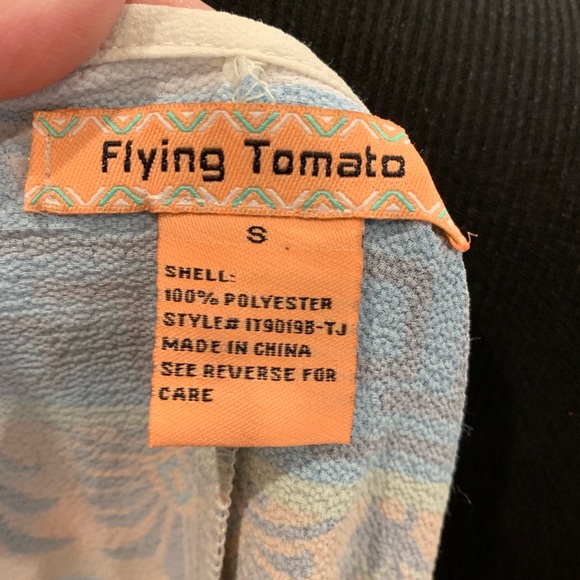 Flying Tomato
S
SHELL:
100% POLYESTER
STYLE# IT9019B-TJ
MADE IN CHINA
SEE REVERSE FOR
CARE